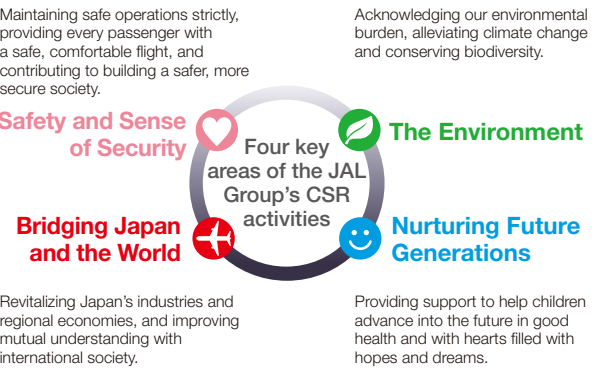 Maintaining safe operations strictly,
providing every passenger with
a safe, comfortable flight, and
contributing to building a safer, more
secure society.
Acknowledging our environmental
burden, alleviating climate change
and conserving biodiversity.
Safety and Sense
of Security
The Environment
Four key
areas of the JAL
Group's CSR
activities
Bridging Japan
and the World
Nurturing Future
Generations
Revitalizing Japan's industries and
regional economies, and improving
mutual understanding with
international society.
Providing support to help children
advance into the future in good
health and with hearts filled with
hopes and dreams.